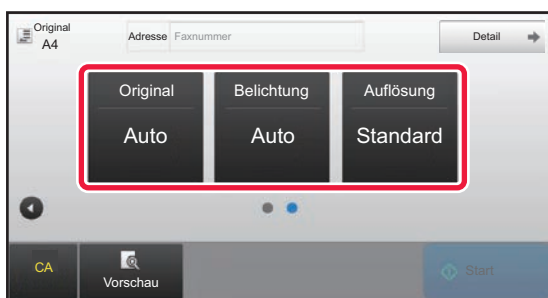 Original
A4
Adresse Faxnummer
Detail
Original Belichtung Auflösung
Auto Auto Standard
CA
Vorschau
Start